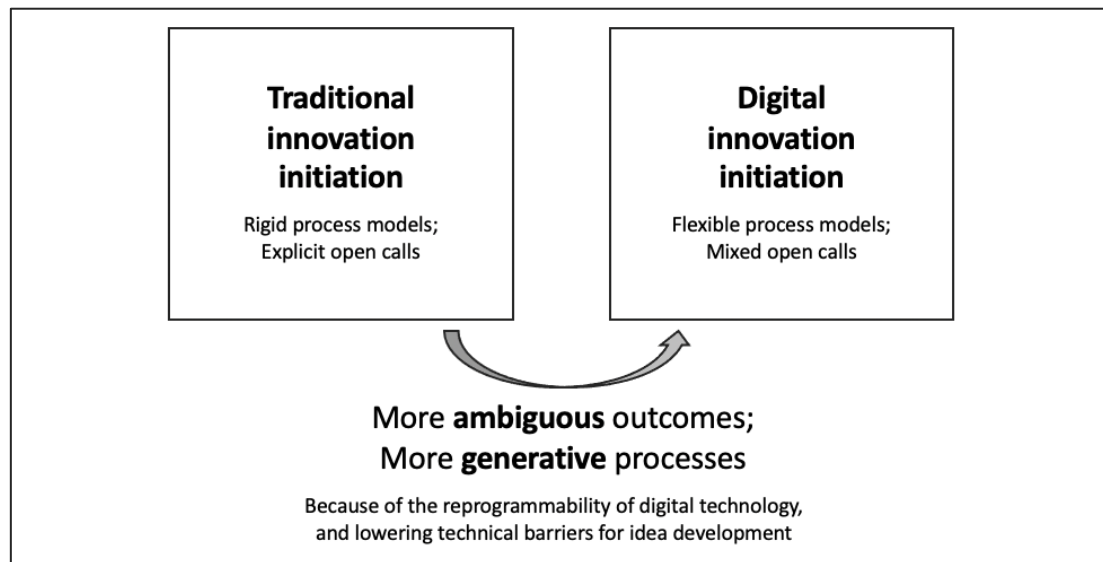 Traditional
innovation
initiation
Rigid process models;
Explicit open calls
Digital
innovation
initiation
Flexible process models;
Mixed open calls
More ambiguous outcomes;
More generative processes
Because of the reprogrammability of digital technology,
and lowering technical barriers for idea development